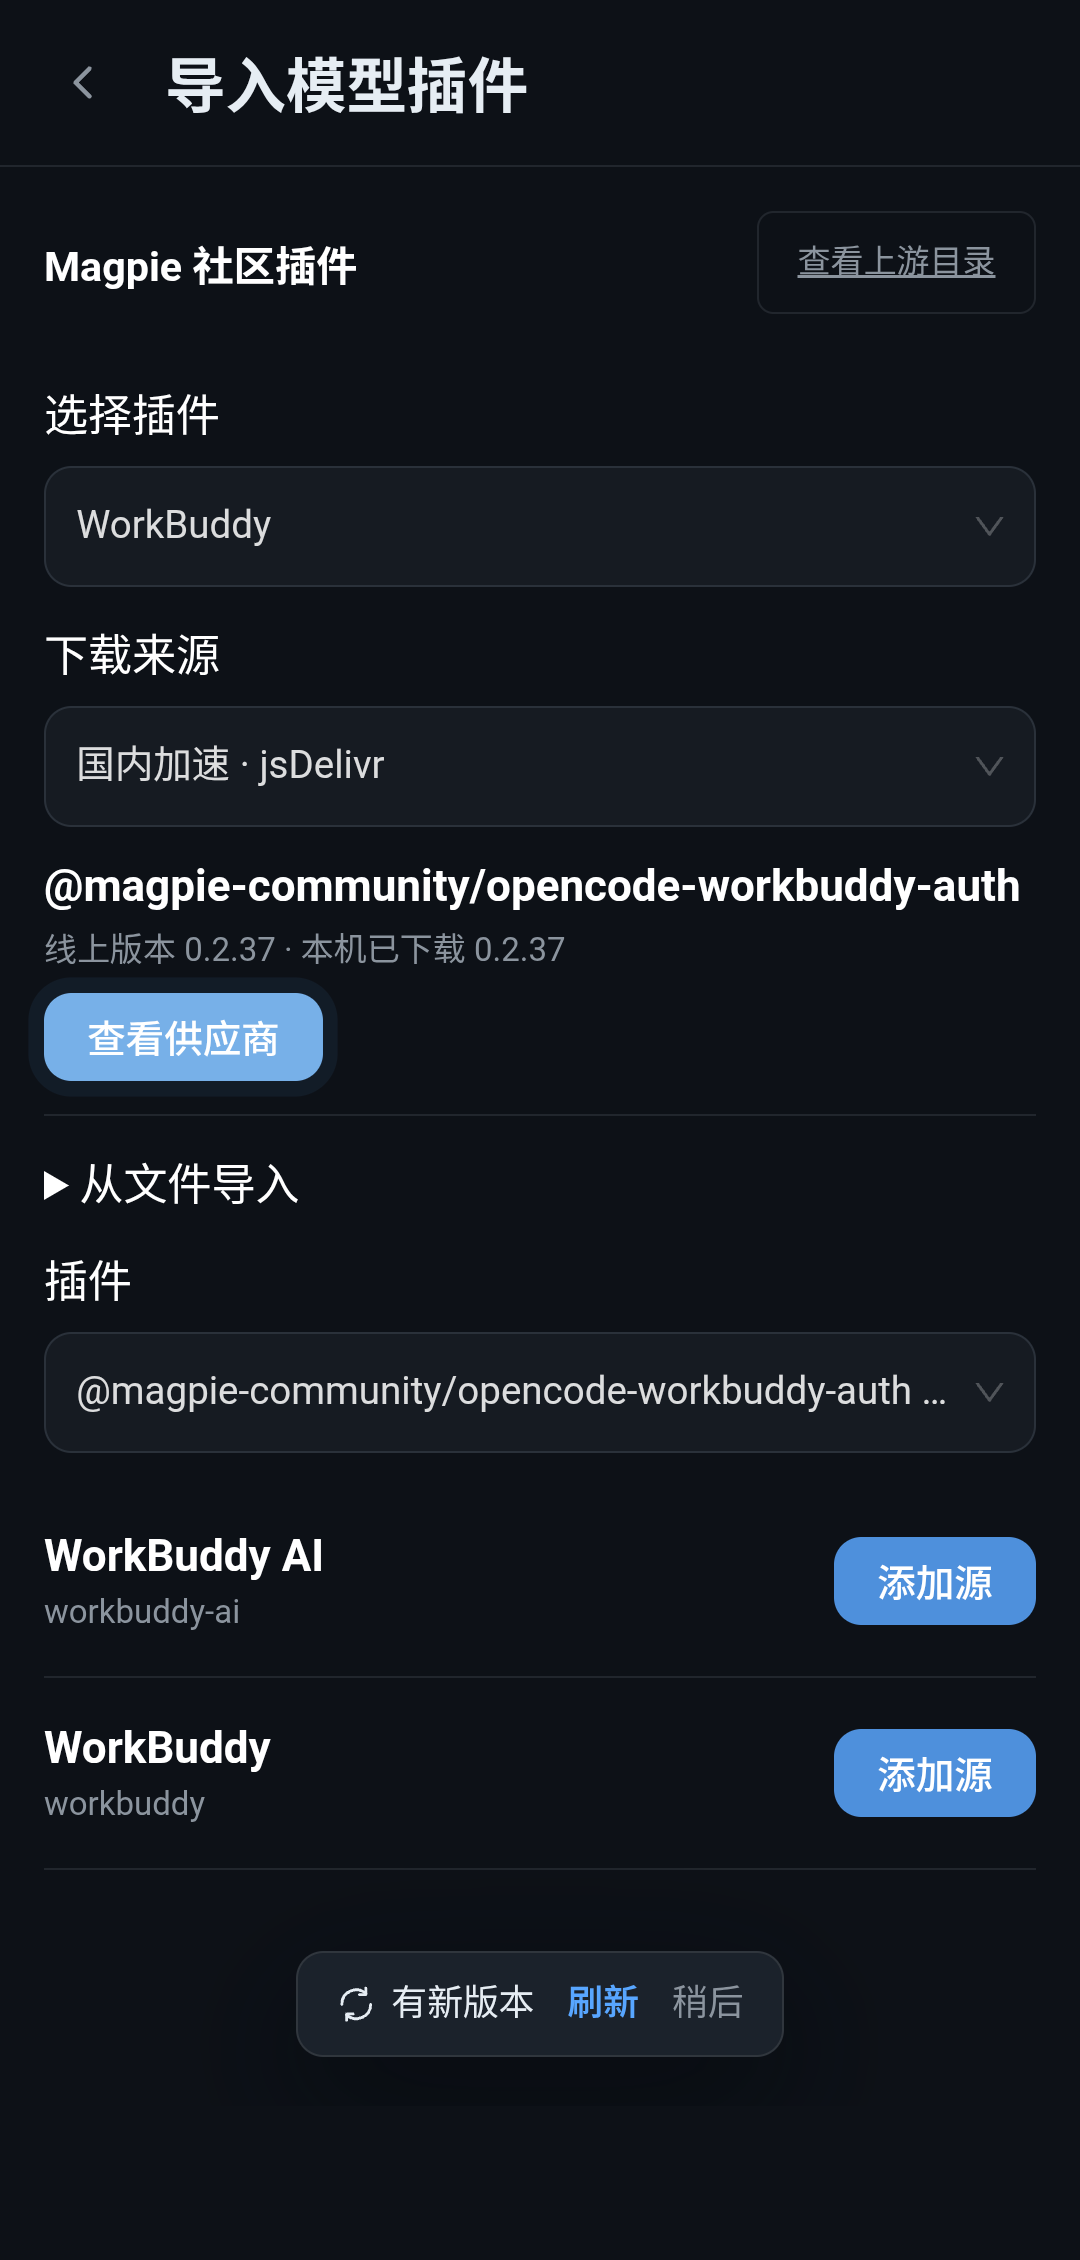 导入模型插件
Magpie 社区插件
查看上游目录
选择插件
WorkBuddy
下载来源
国内加速 · jsDelivr
@magpie-community/opencode-workbuddy-auth
线上版本 0.2.37 · 本机已下载 0.2.37
查看供应商
从文件导入
插件
@magpie-community/opencode-workbuddy-auth ...
WorkBuddy AI
workbuddy-ai
添加源
WorkBuddy
workbuddy
添加源
有新版本 刷新 稍后